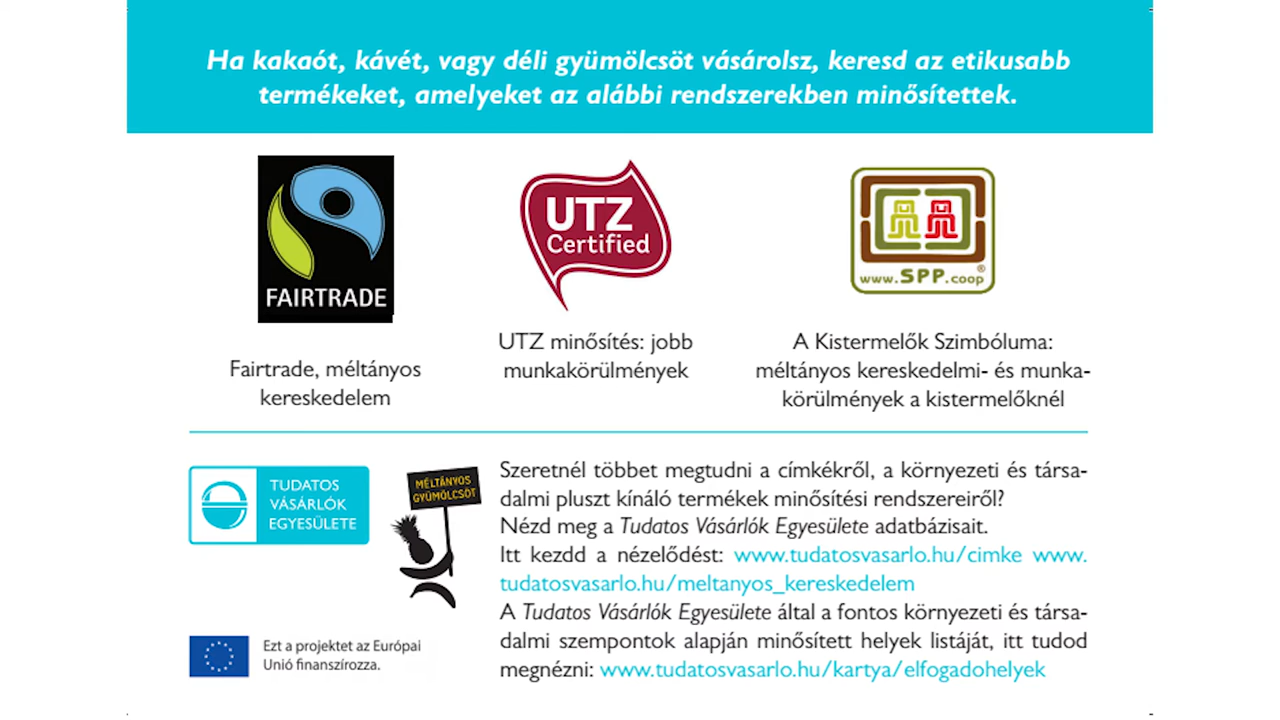 Ha kakaót, kávét, vagy déli gyümölcsöt vásárolsz, keresd az etikusabb
termékeket, amelyeket az alábbi rendszerekben minősítettek.
FAIRTRADE
Fairtrade, méltányos
kereskedelem
UTZ
Certified
UTZ minősítés: jobb
munkakörülmények
www.SPP.coop®
A Kistermelők Szimbóluma:
méltányos kereskedelmi- és munka-
körülmények a kistermelőknél
TUDATOS
VÁSÁRLÓK
EGYESÜLETE
MÉLTÁNYOS
GYÜMÖLCSÖT
Ezt a projektet az Európai
Unió finanszírozza.
Szeretnél többet megtudni a címkékről, a környezeti és társa-
dalmi pluszt kínáló termékek minősítési rendszereiről?
Nézd meg a Tudatos Vásárlók Egyesülete adatbázisait.
Itt kezdd a nézelődést: www.tudatosvasarlo.hu/cimke www.
tudatosvasarlo.hu/meltanyos_kereskedelem
A Tudatos Vásárlók Egyesülete által a fontos környezeti és társa-
dalmi szempontok alapján minősített helyek listáját, itt tudod
megnézni: www.tudatosvasarlo.hu/kartya/elfogadohelyek